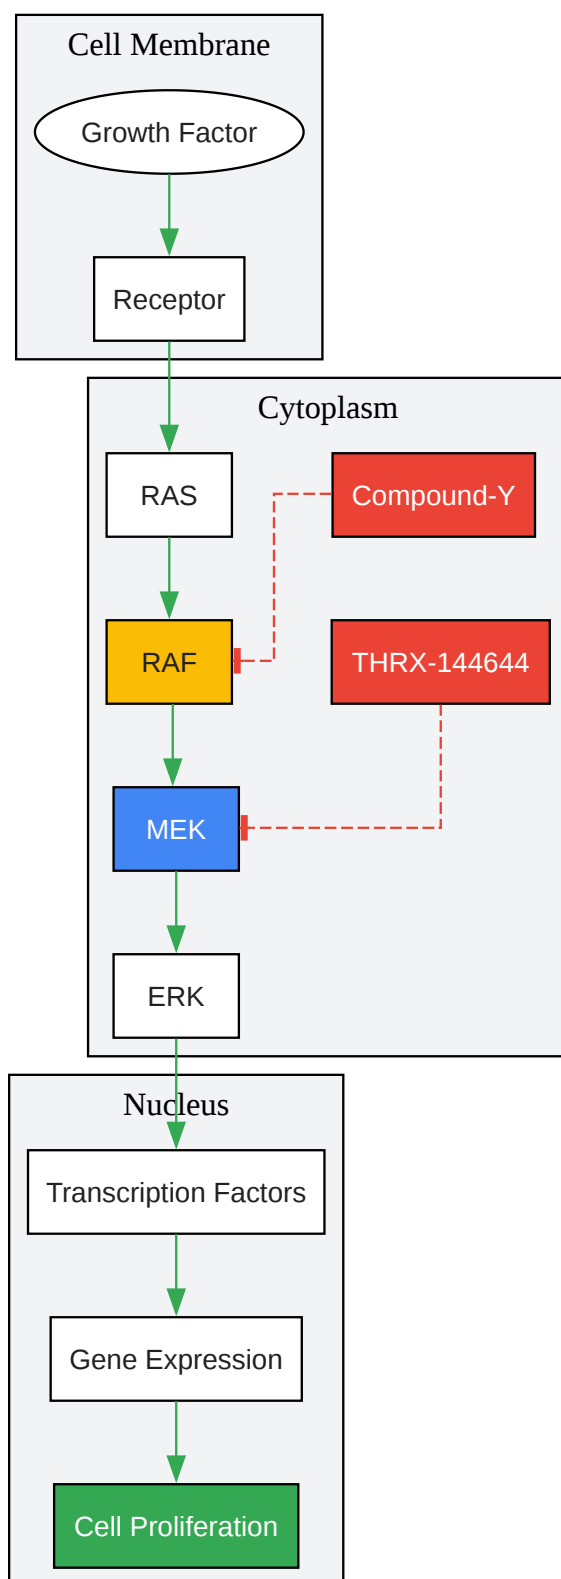 Cell Membrane
Growth Factor
Receptor
Cytoplasm
RAS
Compound-Y
RAF
THRX-144644
MEK
ERK
Nucleus
Transcription Factors
Gene Expression
Cell Proliferation